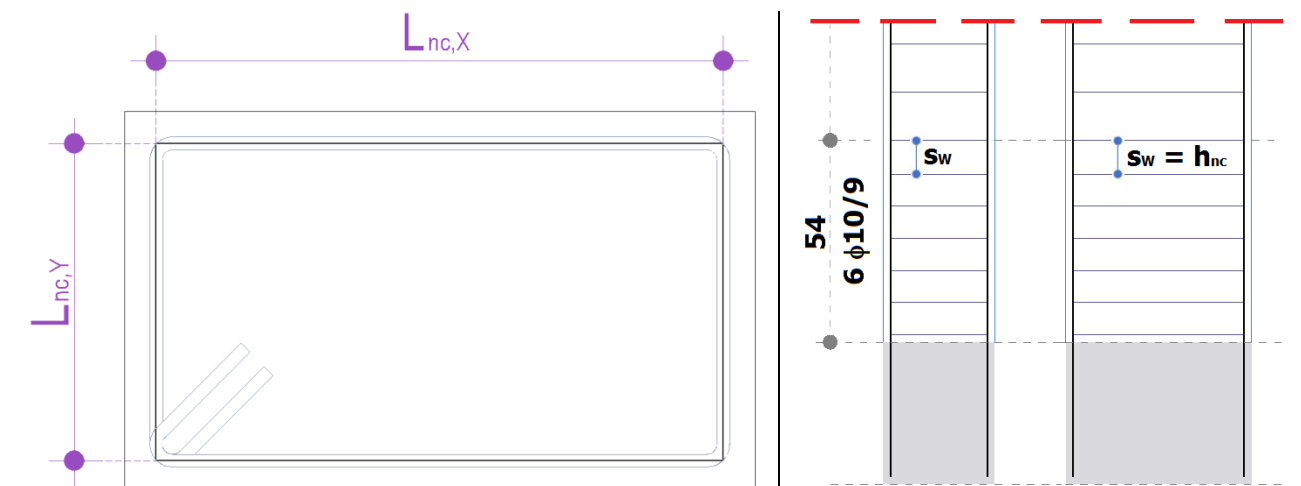 Lnc,X
Lnc,Y
sw
sw = hnc
54
6 ϕ10/9